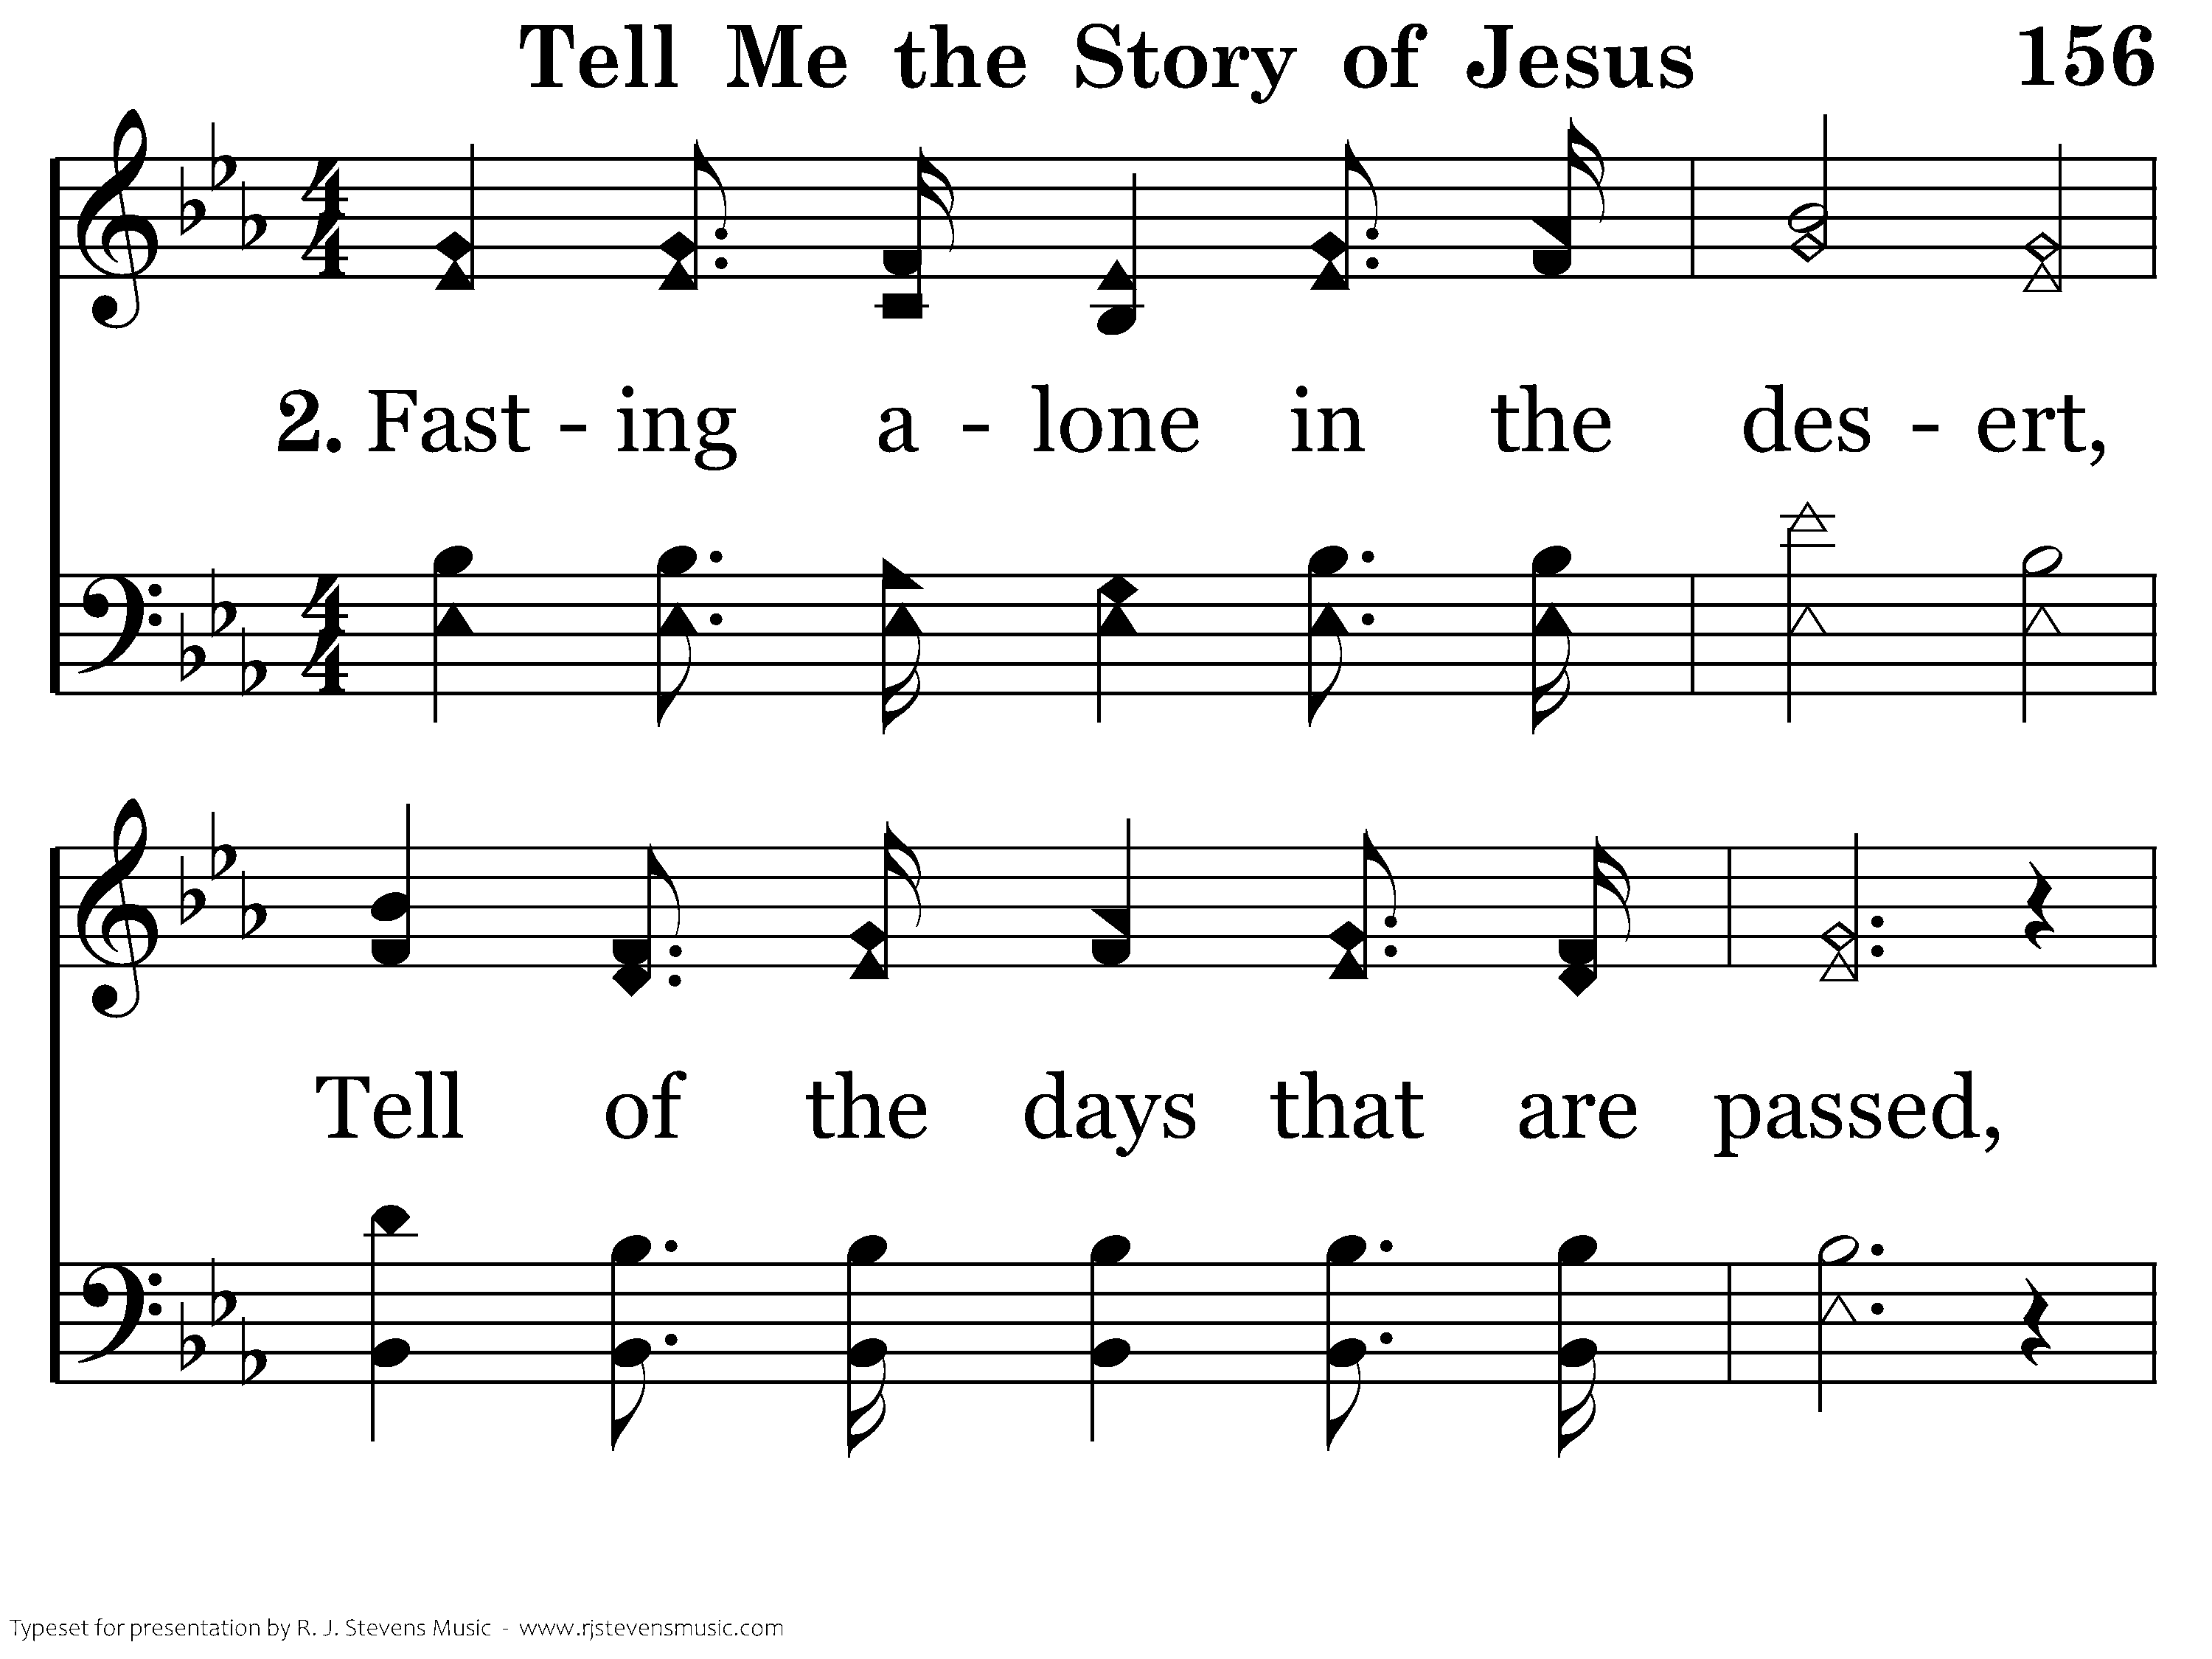 Tell Me the Story of Jesus 156
2. Fast - ing a - lone in the des - ert,
Tell of the days that are passed,
Typeset for presentation by R. J. Stevens Music - www.rjstevensmusic.com